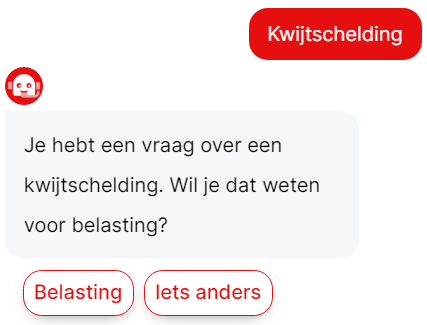 Kwijtschelding
Je hebt een vraag over een
kwijtschelding. Wil je dat weten
voor belasting?
Belasting
Iets anders